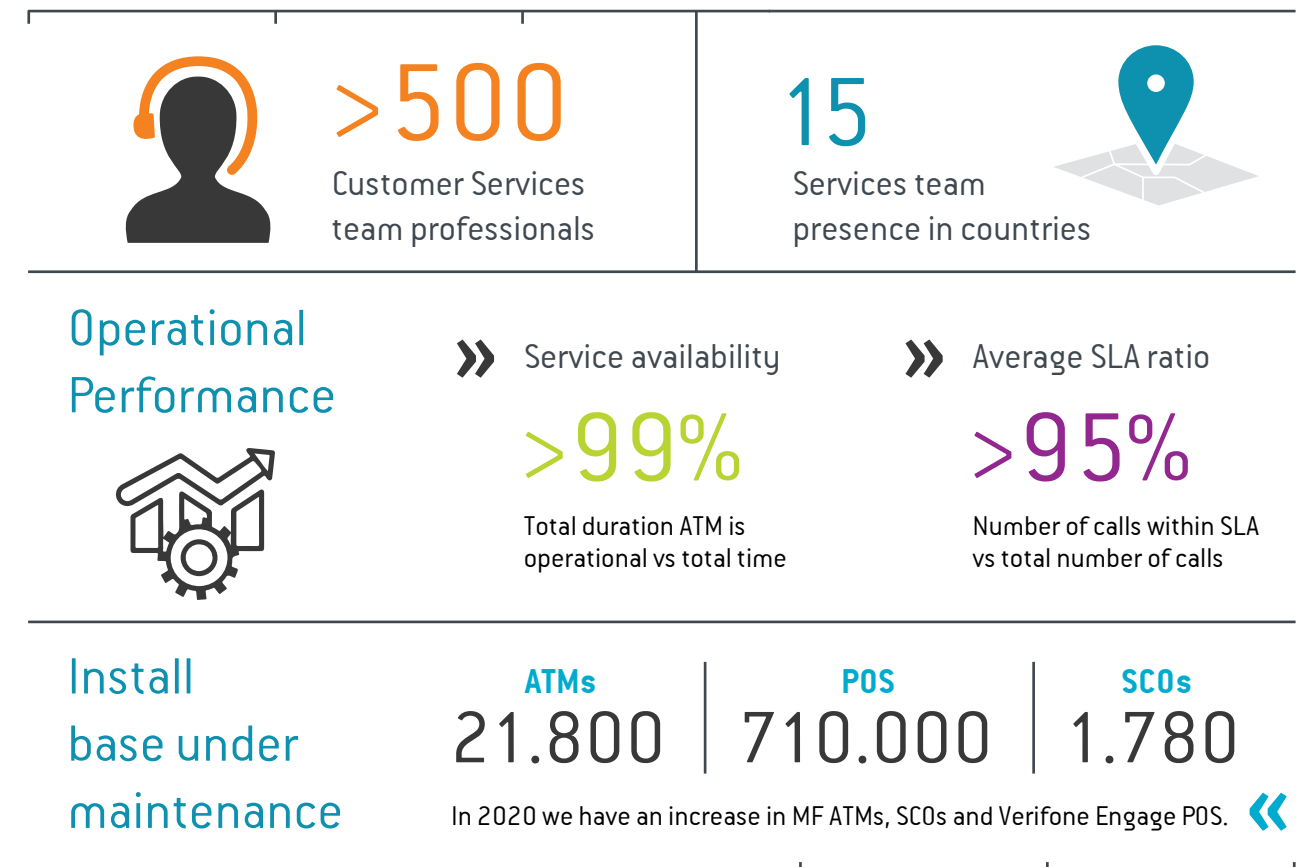 >500
Customer Services
team professionals
15
Services team
presence in countries
Operational
Performance
» Service availability
>99%
Total duration ATM is
operational vs total time
» Average SLA ratio
>95%
Number of calls within SLA
vs total number of calls
Install
base under
maintenance
ATMs
21.800
POS
710.000
SCOs
1.780
In 2020 we have an increase in MF ATMs, SCOs and Verifone Engage POS. «